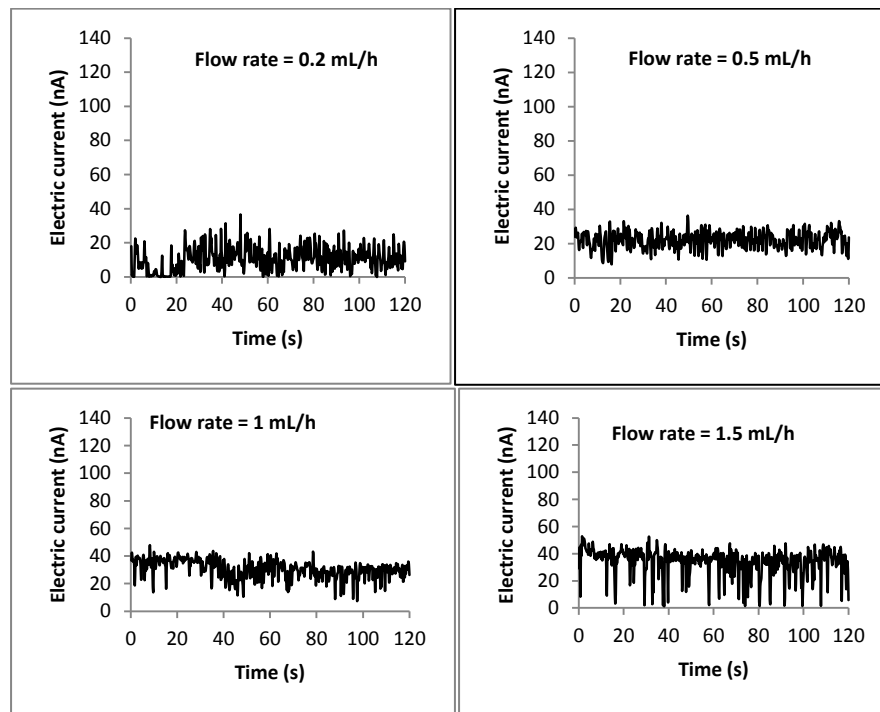 Flow rate = 0.2 mL/h
Electric current (nA)
140
120
100
80
60
40
20
0
0 20 40 60 80 100 120
Time (s)
Flow rate = 0.5 mL/h
Electric current (nA)
140
120
100
80
60
40
20
0
0 20 40 60 80 100 120
Time (s)
Flow rate = 1 mL/h
Electric current (nA)
140
120
100
80
60
40
20
0
0 20 40 60 80 100 120
Time (s)
Flow rate = 1.5 mL/h
Electric current (nA)
140
120
100
80
60
40
20
0
0 20 40 60 80 100 120
Time (s)